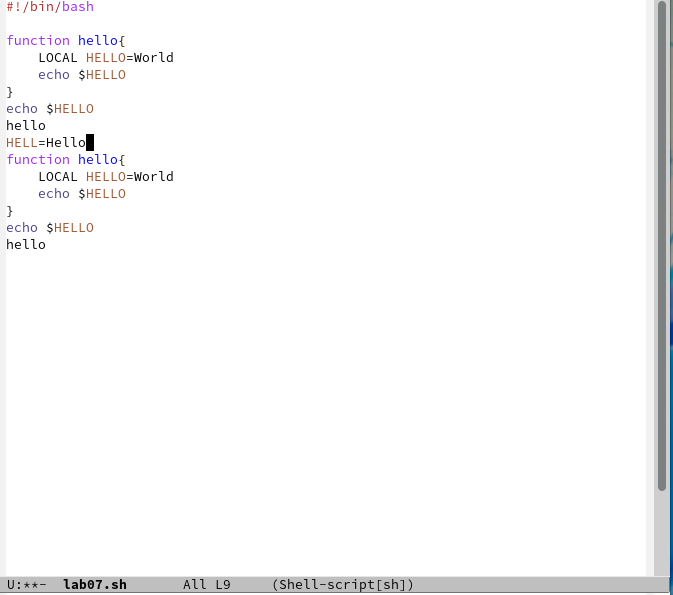 #!/bin/bash

function hello{
    LOCAL HELLO=World
    echo $HELLO
}
echo $HELLO
hello
HELL=Hello
function hello{
    LOCAL HELLO=World
    echo $HELLO
}
echo $HELLO
hello
U:**-  lab07.sh       All L9     (Shell-script[sh])